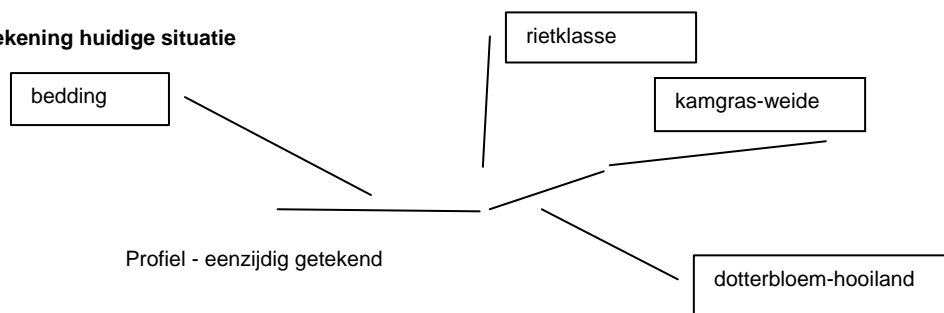 ekening huidige situatie
rietklasse
bedding
kamgras-weide
Profiel - eenzijdig getekend
dotterbloem-hooiland